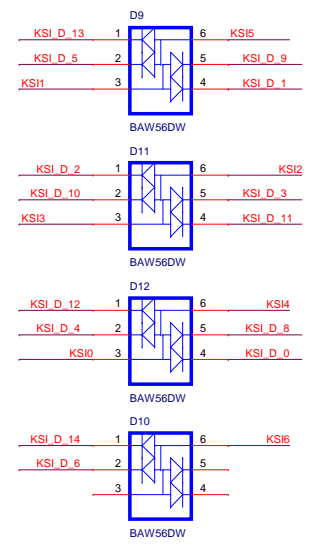 D9
KSI_D_13 1 6 KSI5
KSI_D_5 2 5 KSI_D_9
KSI1 3 4 KSI_D_1
BAW56DW
D11
KSI_D_2 1 6 KSI2
KSI_D_10 2 5 KSI_D_3
KSI3 3 4 KSI_D_11
BAW56DW
D12
KSI_D_12 1 6 KSI4
KSI_D_4 2 5 KSI_D_8
KSI0 3 4 KSI_D_0
BAW56DW
D10
KSI_D_14 1 6 KSI6
KSI_D_6 2 5
3 4
BAW56DW